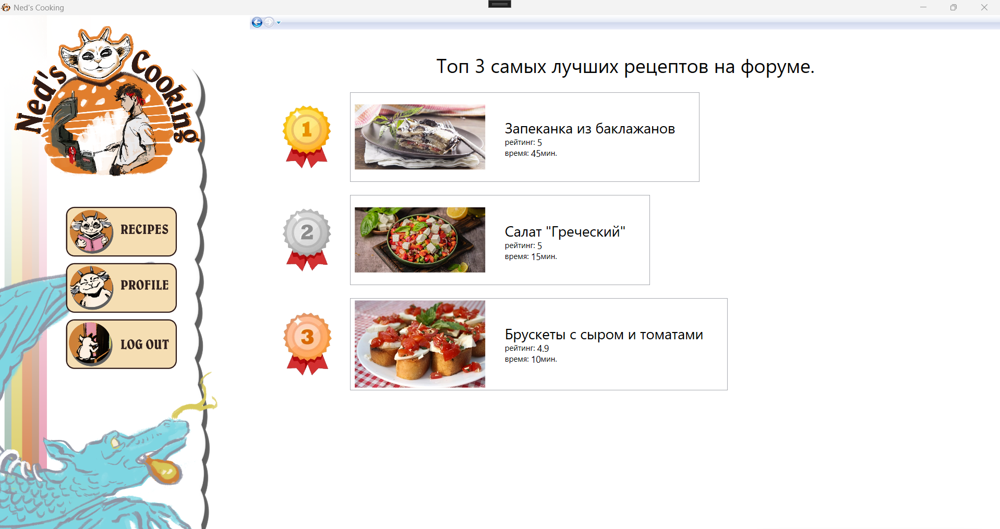 Ned's Cooking
Ned's Cooking
RECIPES
PROFILE
LOG OUT
Топ 3 самых лучших рецептов на форуме.
1
Запеканка из баклажанов
рейтинг: 5
время: 45мин.
2
Салат "Греческий"
рейтинг: 5
время: 15мин.
3
Брускеты с сыром и томатами
рейтинг: 4.9
время: 10мин.